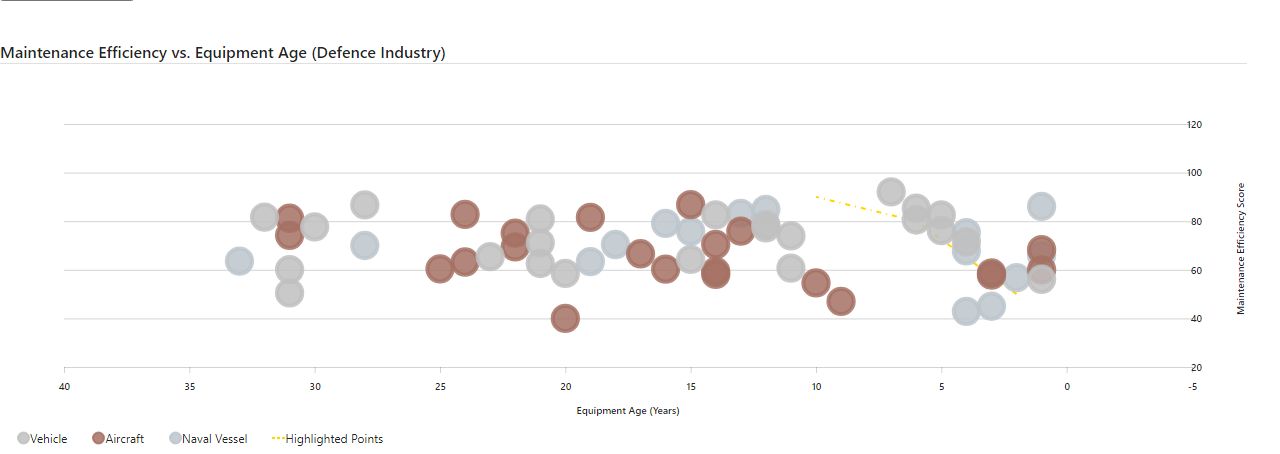 Maintenance Efficiency vs. Equipment Age (Defence Industry)
120
100
80
60
40
20
Maintenance Efficiency Score
40 35 30 25 20 15 10 5 0 -5
Equipment Age (Years)
Vehicle Aircraft Naval Vessel Highlighted Points